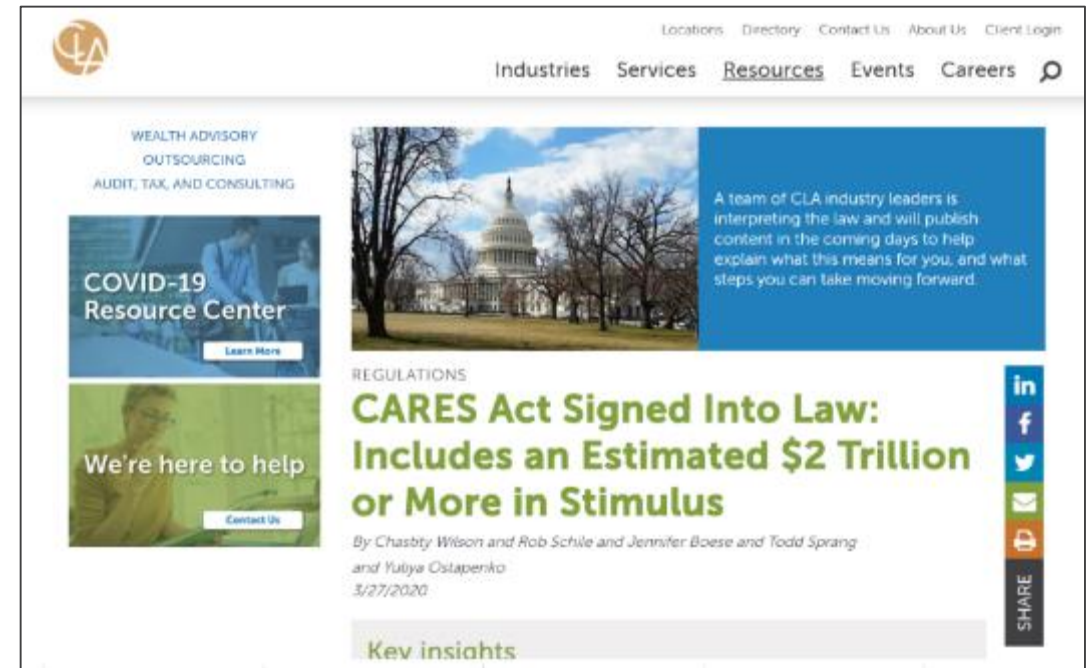 CLA
Locations Directory Contact Us About Us Client Login
Industries Services Resources Events Careers
WEALTH ADVISORY
OUTSOURCING
AUDIT, TAX, AND CONSULTING
COVID-19
Resource Center
Learn More
We're here to help
Contact Us
A team of CLA industry leaders is
interpreting the law and will publish
content in the coming days to help
explain what this means for you, and what
steps you can take moving forward.
REGULATIONS
CARES Act Signed Into Law:
Includes an Estimated $2 Trillion
or More in Stimulus
By Chastity Wilson and Rob Schile and Jennifer Boese and Todd Sprang
and Yuliya Ostapenko
3/27/2020
in
f
SHARE
Key insights